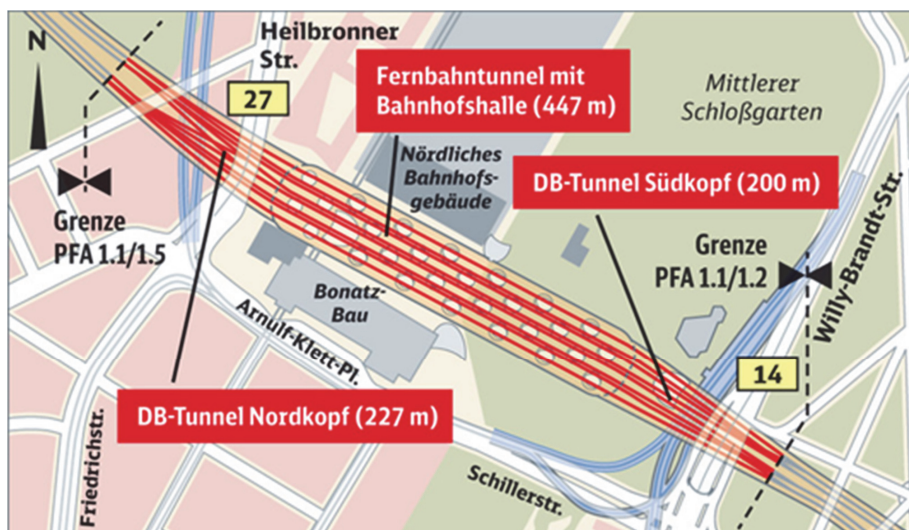 N
Heilbronner
Str.
27
Fernbahntunnel mit
Bahnhofshalle (447 m)
Mittlerer
Schloßgarten
Nördliches
Bahnhofs-
gebäude
DB-Tunnel Südkopf (200 m)
Grenze
PFA 1.1/1.5
Grenze
PFA 1.1/1.2
Willy-Brandt-Str.
Bonatz-
Bau
Arnulf-Klett-Pl.
14
DB-Tunnel Nordkopf (227 m)
Friedrichstr.
Schillerstr.